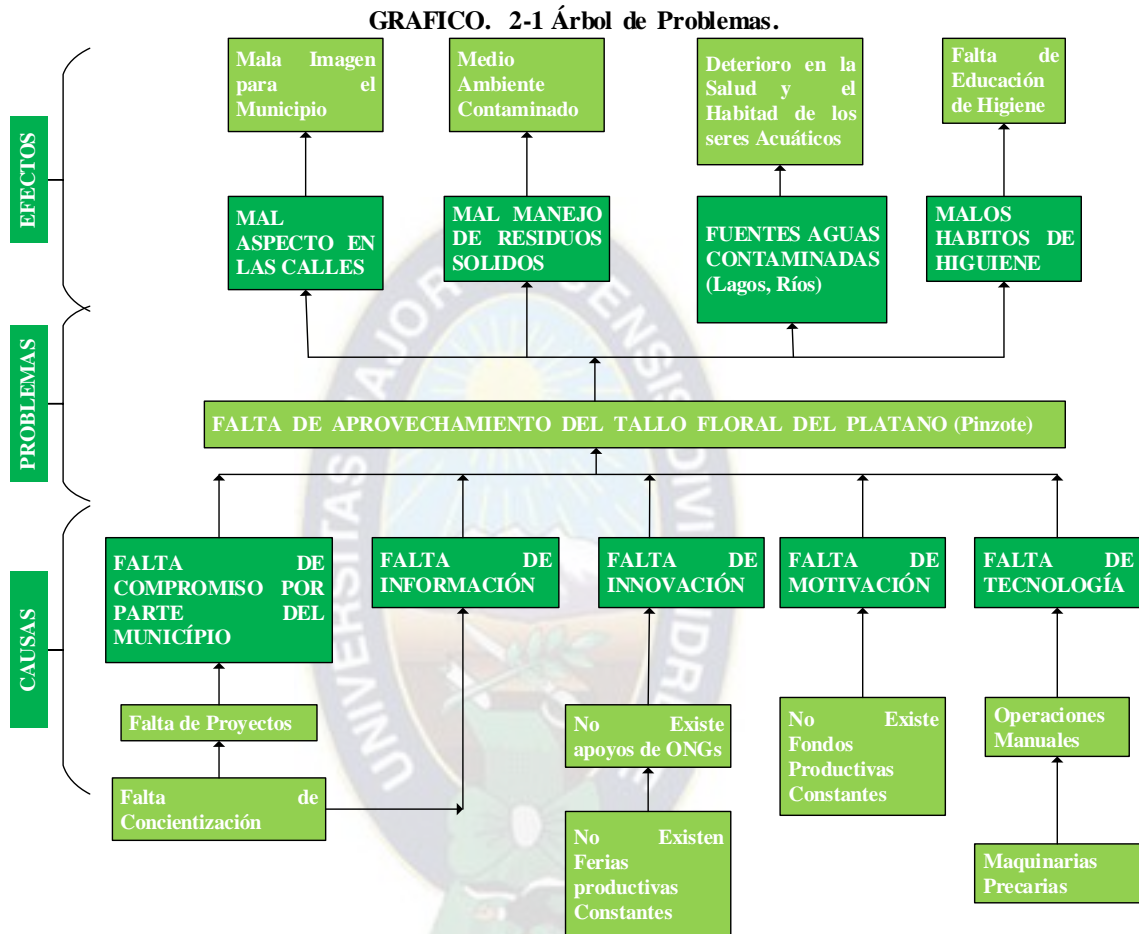 GRAFICO. 2-1 Árbol de Problemas.
EFECTOS
Mala Imagen
para el
Municipio
Medio
Ambiente
Contaminado
Deterioro en la
Salud y el
Habitad de los
seres Acuáticos
Falta de
Educación
de Higiene
MAL
ASPECTO EN
LAS CALLES
MAL MANEJO
DE RESIDUOS
SOLIDOS
FUENTES AGUAS
CONTAMINADAS
(Lagos, Ríos)
MALOS
HABITOS DE
HIGUIENE
PROBLEMAS
FALTA DE APROVECHAMIENTO DEL TALLO FLORAL DEL PLATANO (Pinzote)
CAUSAS
FALTA DE
COMPROMISO POR
PARTE DEL
MUNICÍPIO
FALTA DE
INFORMACIÓN
FALTA DE
INNOVACIÓN
FALTA DE
MOTIVACIÓN
FALTA DE
TECNOLOGÍA
Falta de Proyectos
No Existe
apoyos de ONGs
No Existe
Fondos
Productivas
Constantes
Operaciones
Manuales
Falta de
Concientización
No Existen
Ferias
productivas
Constantes
Maquinarias
Precarias
UNIVERSITAS MAJOR